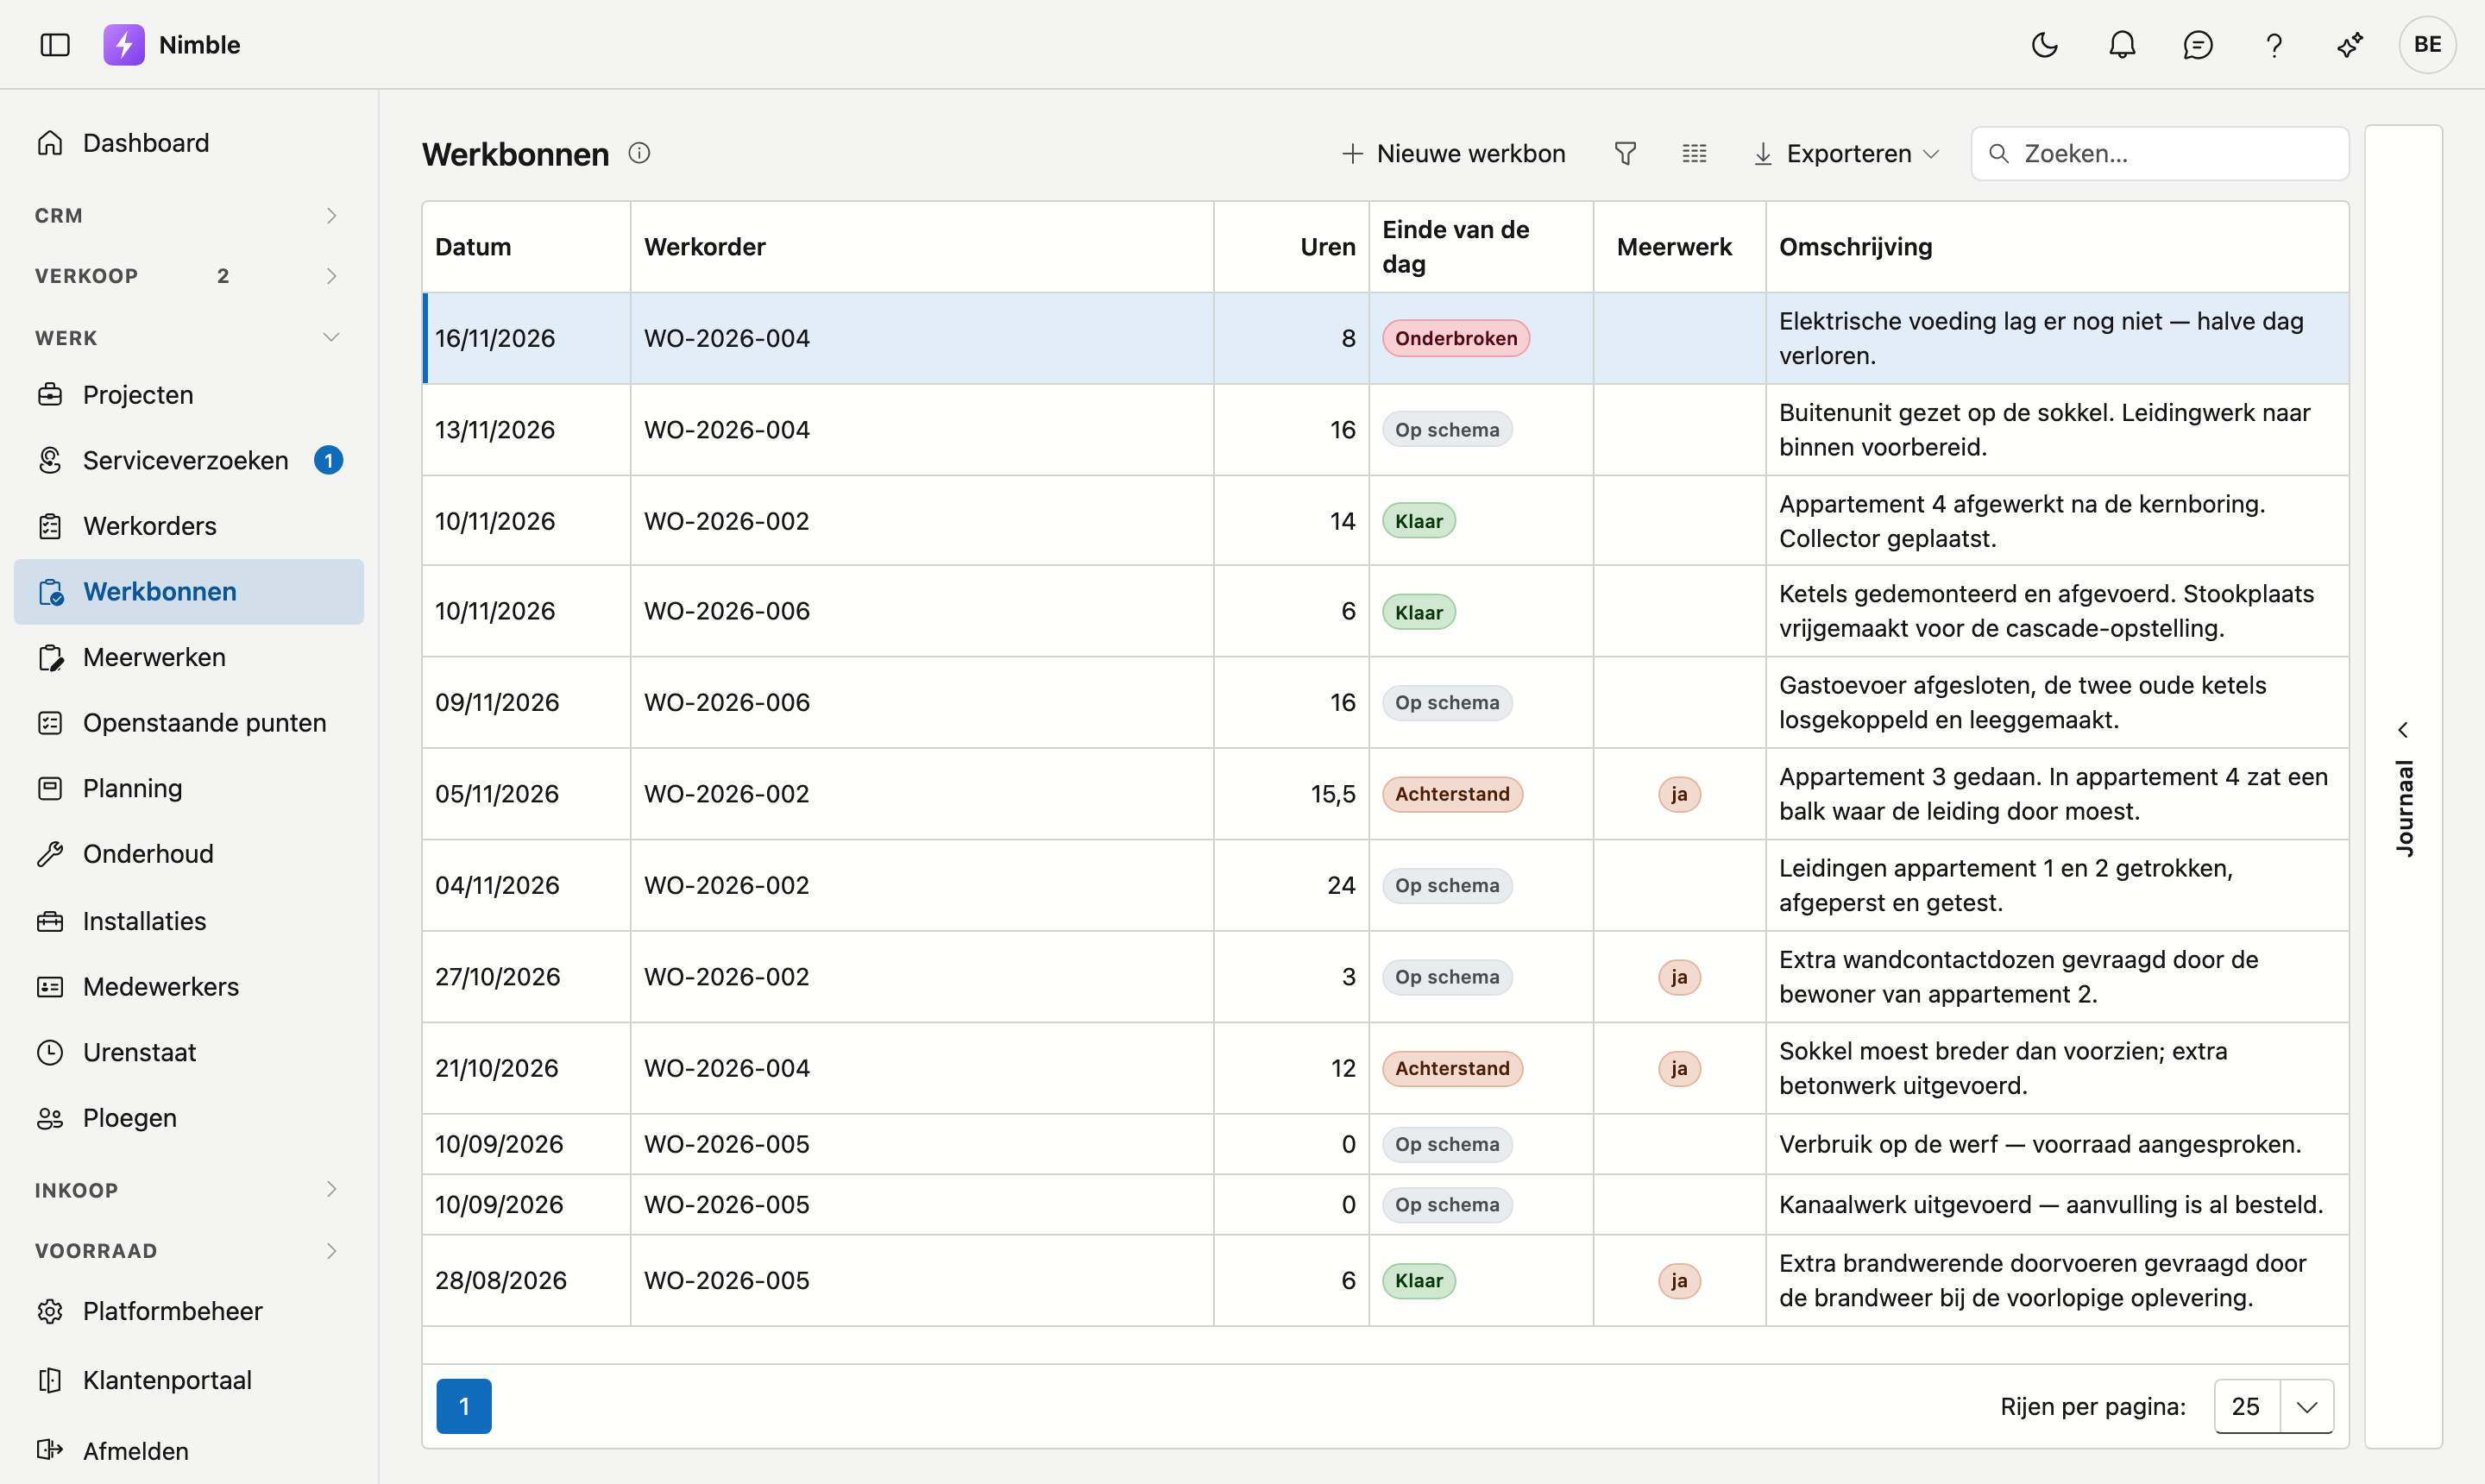 Nimble
BE
Dashboard
CRM
VERKOOP 2
WERK
Projecten
Serviceverzoeken 1
Werkorders
Werkbonnen
Meerwerken
Openstaande punten
Planning
Onderhoud
Installaties
Medewerkers
Urenstaat
Ploegen
INKOOP
VOORRAAD
Platformbeheer
Klantenportaal
Afmelden
Werkbonnen
Nieuwe werkbon
Exporteren
Zoeken...
Datum Werkorder Uren Einde van de dag Meerwerk Omschrijving
16/11/2026 WO-2026-004 8 Onderbroken Elektrische voeding lag er nog niet — halve dag
verloren.
13/11/2026 WO-2026-004 16 Op schema Buitenunit gezet op de sokkel. Leidingwerk naar
binnen voorbereid.
10/11/2026 WO-2026-002 14 Klaar Appartement 4 afgewerkt na de kernboring.
Collector geplaatst.
10/11/2026 WO-2026-006 6 Klaar Ketels gedemonteerd en afgevoerd. Stookplaats
vrijgemaakt voor de cascade-opstelling.
09/11/2026 WO-2026-006 16 Op schema Gastoevoer afgesloten, de twee oude ketels
losgekoppeld en leeggemaakt.
05/11/2026 WO-2026-002 15,5 Achterstand ja Appartement 3 gedaan. In appartement 4 zat een
balk waar de leiding door moest.
04/11/2026 WO-2026-002 24 Op schema Leidingen appartement 1 en 2 getrokken,
afgeperst en getest.
27/10/2026 WO-2026-002 3 Op schema ja Extra wandcontactdozen gevraagd door de
bewoner van appartement 2.
21/10/2026 WO-2026-004 12 Achterstand ja Sokkel moest breder dan voorzien; extra
betonwerk uitgevoerd.
10/09/2026 WO-2026-005 0 Op schema Verbruik op de werf — voorraad aangesproken.
10/09/2026 WO-2026-005 0 Op schema Kanaalwerk uitgevoerd — aanvulling is al besteld.
28/08/2026 WO-2026-005 6 Klaar ja Extra brandwerende doorvoeren gevraagd door
de brandweer bij de voorlopige oplevering.
1
Rijen per pagina: 25
Journaal